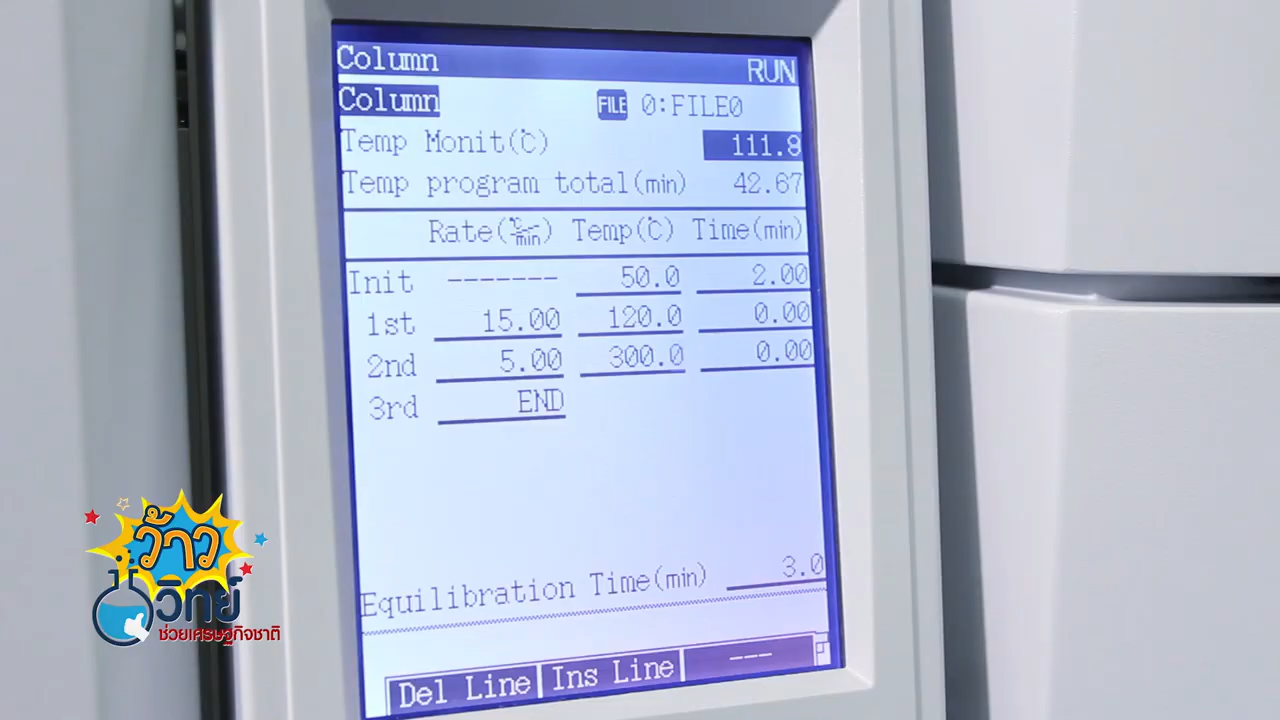 Column RUN
Column FILE 0:FILE0
Temp Monit(℃) 111.8
Temp program total(min) 42.67
Rate(℃/min) Temp(℃) Time(min)
Init ------- 50.0 2.00
1st 15.00 120.0 0.00
2nd 5.00 300.0 0.00
3rd END
Equilibration Time(min) 3.0
Del Line Ins Line ---
ว้าว
วิทย์
ช่วยเศรษฐกิจชาติ